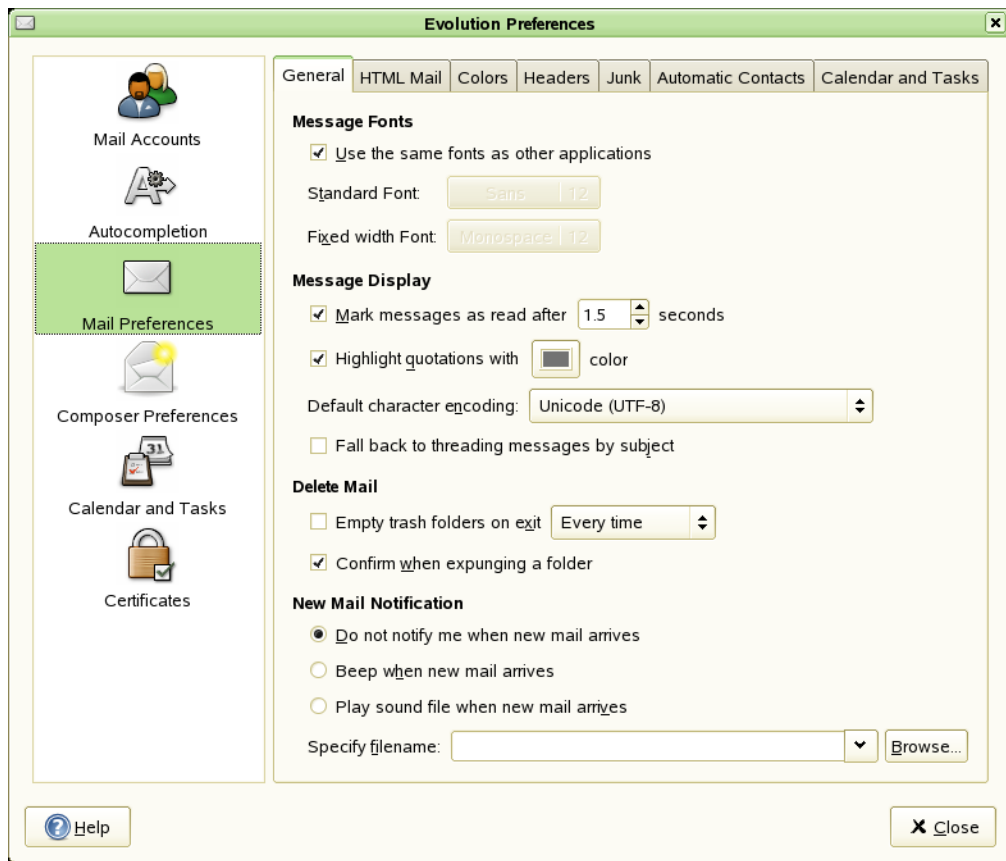 Evolution Preferences
Mail Accounts
Autocompletion
Mail Preferences
Composer Preferences
31
Calendar and Tasks
Certificates
General HTML Mail Colors Headers Junk Automatic Contacts Calendar and Tasks
Message Fonts
Use the same fonts as other applications
Standard Font: Sans 12
Fixed width Font: Monospace 12
Message Display
Mark messages as read after 1.5 seconds
Highlight quotations with color
Default character encoding: Unicode (UTF-8)
Fall back to threading messages by subject
Delete Mail
Empty trash folders on exit Every time
Confirm when expunging a folder
New Mail Notification
Do not notify me when new mail arrives
Beep when new mail arrives
Play sound file when new mail arrives
Specify filename: Browse...
Help Close